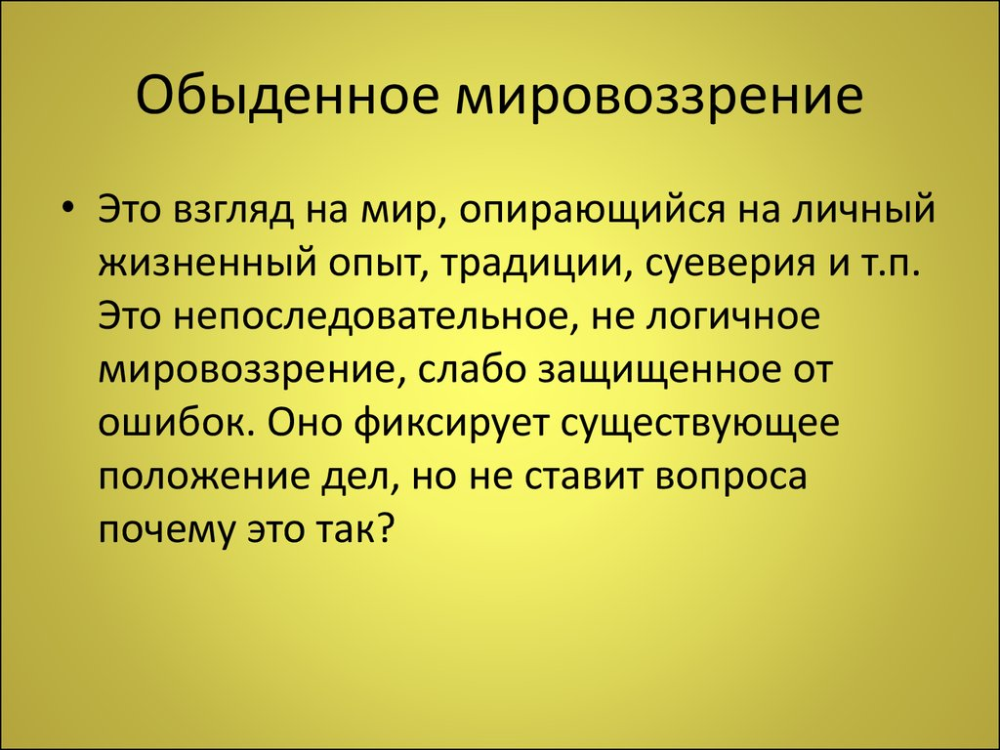 Обыденное мировоззрение
• Это взгляд на мир, опирающийся на личный
жизненный опыт, традиции, суеверия и т.п.
Это непоследовательное, не логичное
мировоззрение, слабо защищенное от
ошибок. Оно фиксирует существующее
положение дел, но не ставит вопроса
почему это так?